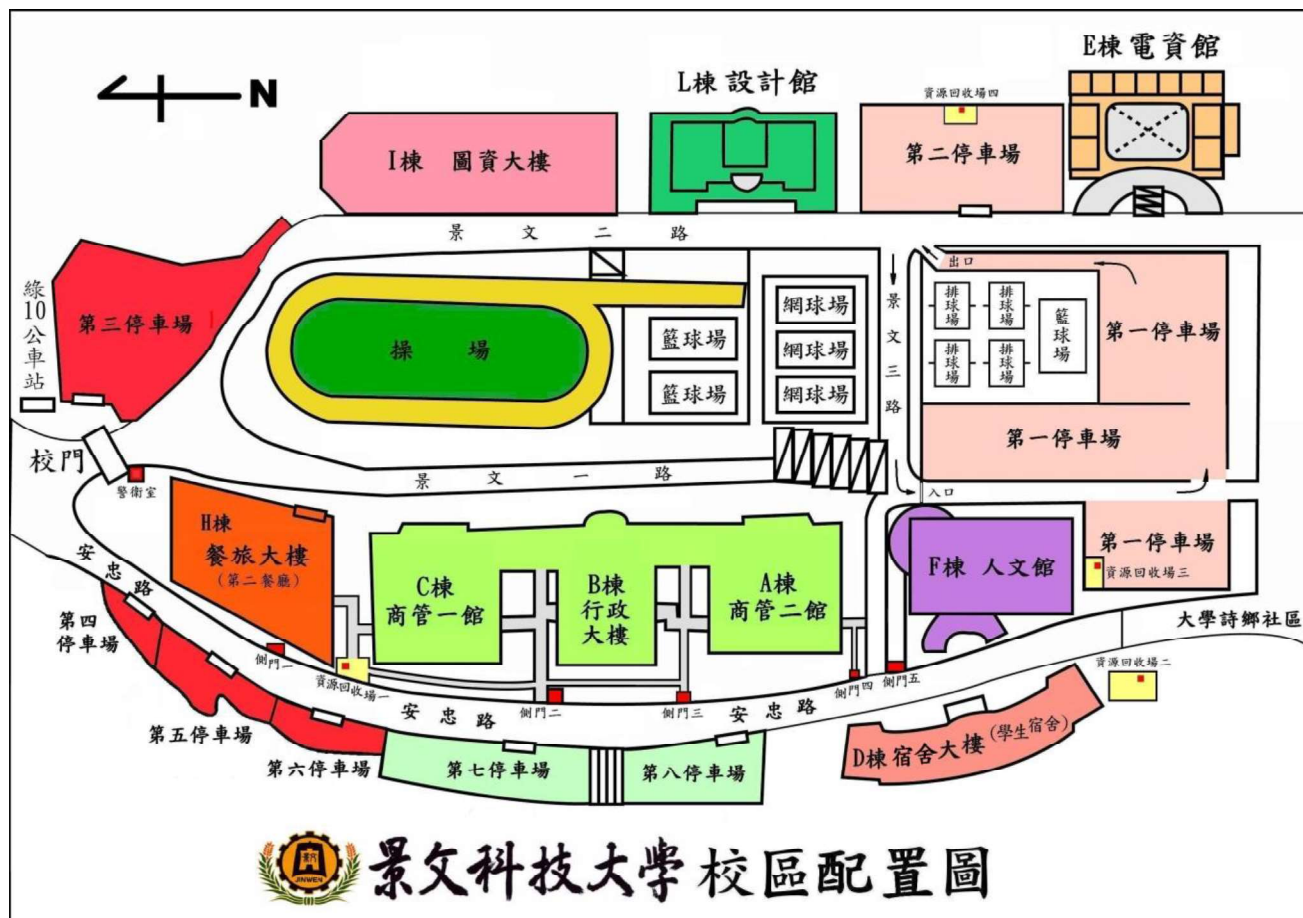 E棟電資館
L棟設計館
N
資源回收場四
I棟 圖資大樓
第二停車場
景文二路
出口
綠10公車站
第三停車場
操場
籃球場
籃球場
網球場
網球場
網球場
景文三路
排球場
排球場
排球場
排球場
籃球場
第一停車場
第一停車場
校門
警衛室
景文一路
入口
H棟
餐旅大樓
(第二餐廳)
C棟
商管一館
B棟
行政
大樓
A棟
商管二館
F棟 人文館
第一停車場
資源回收場三
安忠路
第四
停車場
側門一
資源回收場一
大學詩鄉社區
資源回收場二
第五停車場
安忠路
側門二
側門三
安忠路
側門四
側門五
第六停車場
第七停車場
第八停車場
D棟宿舍大樓(學生宿舍)
景文
JINWEN
景文科技大學校區配置圖